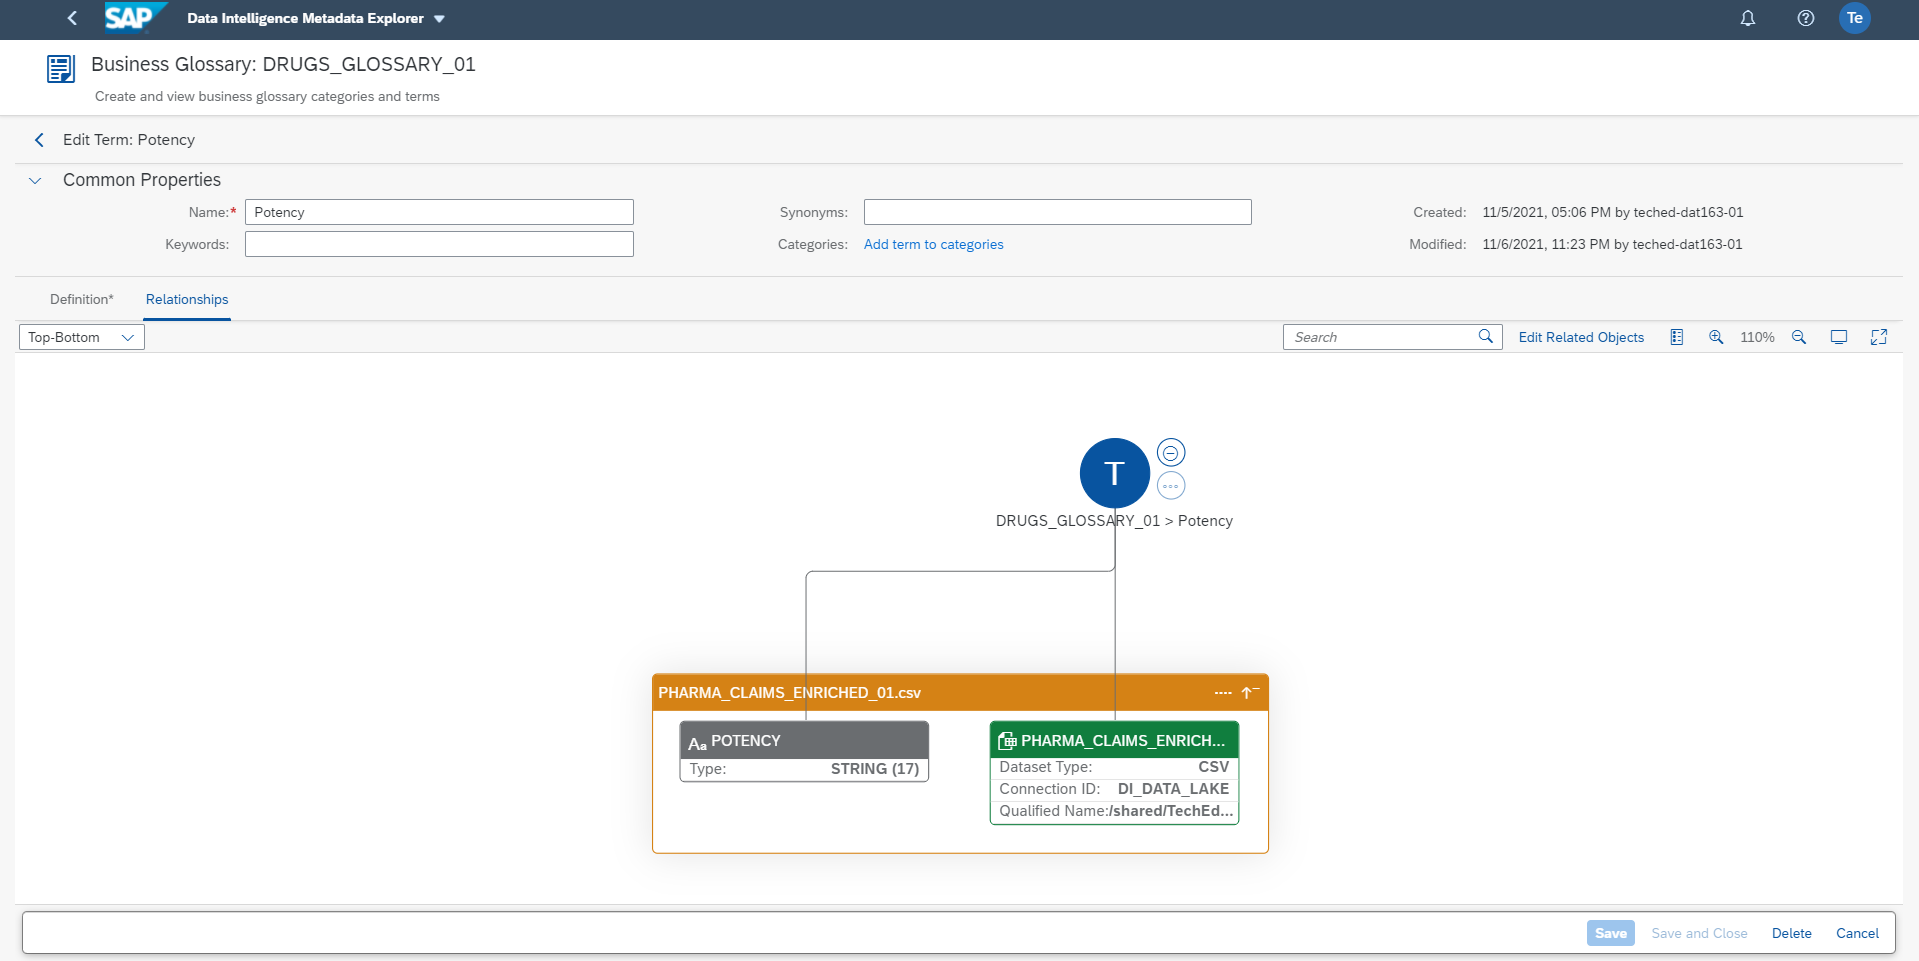 SAP Data Intelligence Metadata Explorer Te
Business Glossary: DRUGS_GLOSSARY_01
Create and view business glossary categories and terms
Edit Term: Potency
Common Properties
Name:* Potency Synonyms: Created: 11/5/2021, 05:06 PM by teched-dat163-01
Keywords: Categories: Add term to categories Modified: 11/6/2021, 11:23 PM by teched-dat163-01
Definition* Relationships
Top-Bottom Search Edit Related Objects 110%
T
DRUGS_GLOSSARY_01 > Potency
PHARMA_CLAIMS_ENRICHED_01.csv
Aa POTENCY PHARMA_CLAIMS_ENRICH...
Type: STRING (17) Dataset Type: CSV
Connection ID: DI_DATA_LAKE
Qualified Name:/shared/TechEd...
Save Save and Close Delete Cancel